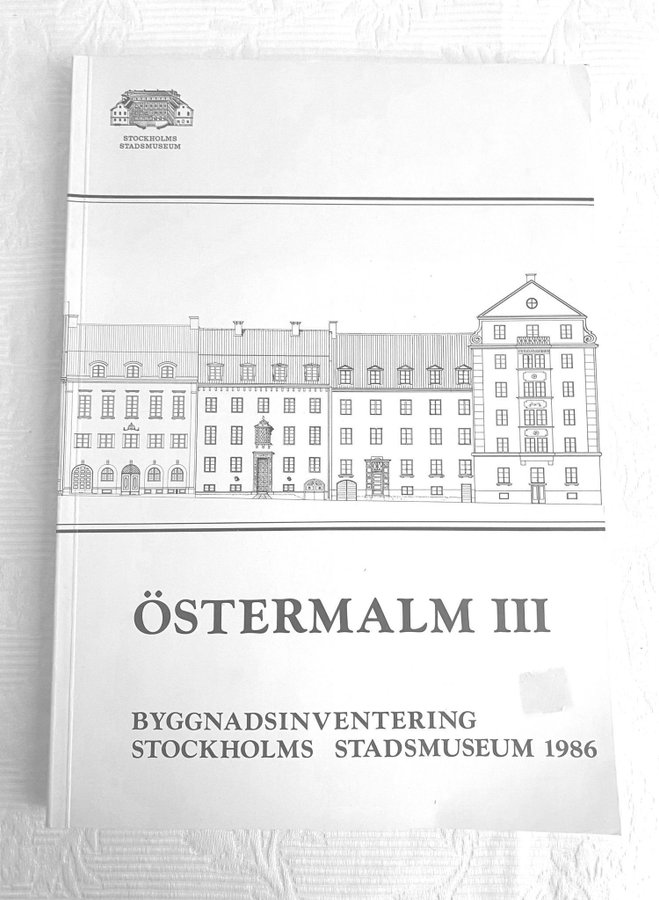 STOCKHOLMS
STADSMUSEUM
ÖSTERMALM III
BYGGNADSINVENTERING
STOCKHOLMS STADSMUSEUM 1986